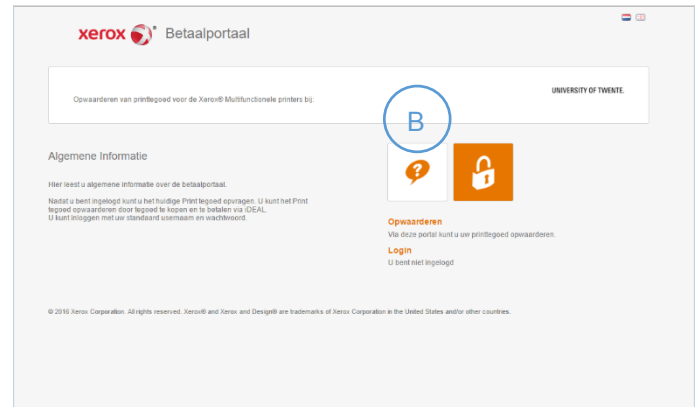 xerox Betaalportaal
Opwaarderen van printtegoed voor de Xerox® Multifunctionele printers bij:
UNIVERSITY OF TWENTE.
B
Algemene Informatie
Hier leest u algemene informatie over de betaalportaal.
Nadat u bent ingelogd kunt u het huidige Print tegoed opvragen. U kunt het Print
tegoed opwaarderen door tegoed te kopen en te betalen via iDEAL.
U kunt inloggen met uw standaard usernaam en wachtwoord.
?
Opwaarderen
Via deze portal kunt u uw printtegoed opwaarderen.
Login
U bent niet ingelogd
© 2016 Xerox Corporation. All rights reserved. Xerox® and Xerox and Design® are trademarks of Xerox Corporation in the United States and/or other countries.